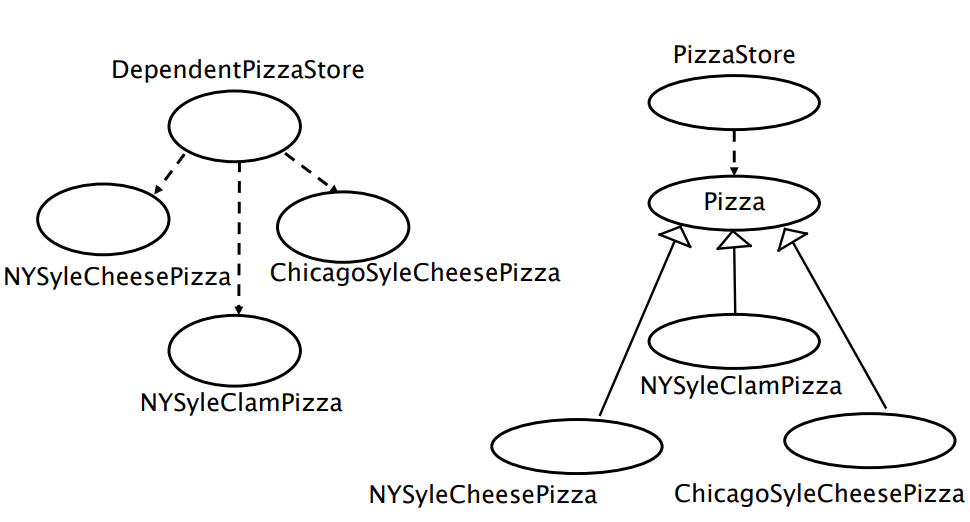 DependentPizzaStore
NYSyleCheesePizza
ChicagoSyleCheesePizza
NYSyleClamPizza
PizzaStore
Pizza
NYSyleClamPizza
NYSyleCheesePizza
ChicagoSyleCheesePizza